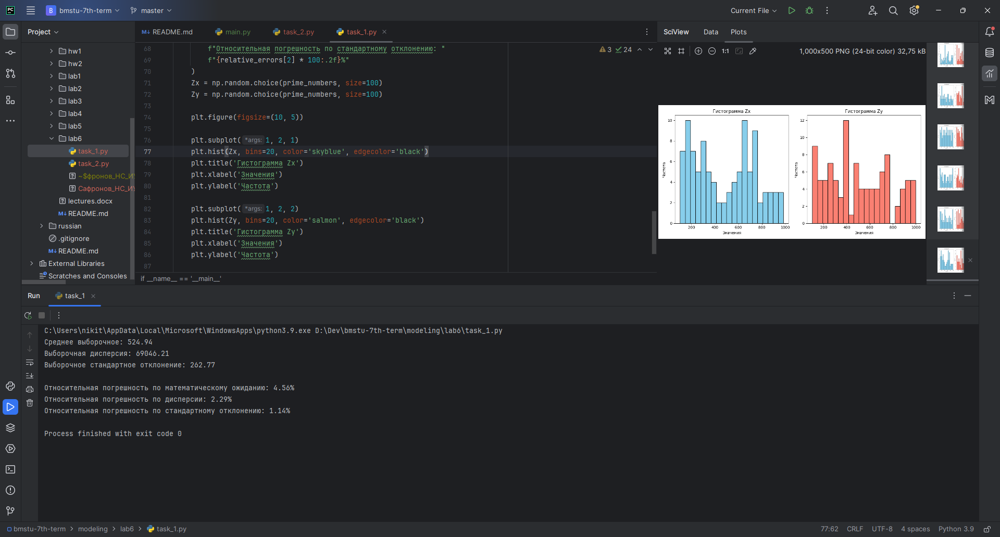 PC
B bmstu-7th-term
master
Current File
Project
README.md
main.py
task_2.py
task_1.py
SciView
Data
Plots
hw1
hw2
lab1
lab2
lab3
lab4
lab5
lab6
task_1.py
task_2.py
~$фронов_НС_ИУ
Сафронов_НС_ИУ
lectures.docx
README.md
russian
.gitignore
README.md
External Libraries
Scratches and Consoles
3 24
68 f"Относительная погрешность по стандартному отклонению: "
69 f"{relative_errors[2] * 100:.2f}%"
70 )
71 Zx = np.random.choice(prime_numbers, size=100)
72 Zy = np.random.choice(prime_numbers, size=100)
73
74 plt.figure(figsize=(10, 5))
75
76 plt.subplot( *args: 1, 2, 1)
77 plt.hist(Zx, bins=20, color='skyblue', edgecolor='black')
78 plt.title('Гистограмма Zx')
79 plt.xlabel('Значения')
80 plt.ylabel('Частота')
81
82 plt.subplot( *args: 1, 2, 2)
83 plt.hist(Zy, bins=20, color='salmon', edgecolor='black')
84 plt.title('Гистограмма Zy')
85 plt.xlabel('Значения')
86 plt.ylabel('Частота')
87
if __name__ == '__main__'
1:1
1,000x500 PNG (24-bit color) 32,75 kB
Гистограмма Zx
10
8
6
4
2
0
Частота
200 400 600 800 1000
Значения
Гистограмма Zy
12
10
8
6
4
2
0
Частота
200 400 600 800 1000
Значения
Run
task_1
C:\Users\nikit\AppData\Local\Microsoft\WindowsApps\python3.9.exe D:\Dev\bmstu-7th-term\modeling\lab6\task_1.py
Среднее выборочное: 524.94
Выборочная дисперсия: 69046.21
Выборочное стандартное отклонение: 262.77
Относительная погрешность по математическому ожиданию: 4.56%
Относительная погрешность по дисперсии: 2.29%
Относительная погрешность по стандартному отклонению: 1.14%
Process finished with exit code 0
bmstu-7th-term > modeling > lab6 > task_1.py
77:62
CRLF
UTF-8
4 spaces
Python 3.9